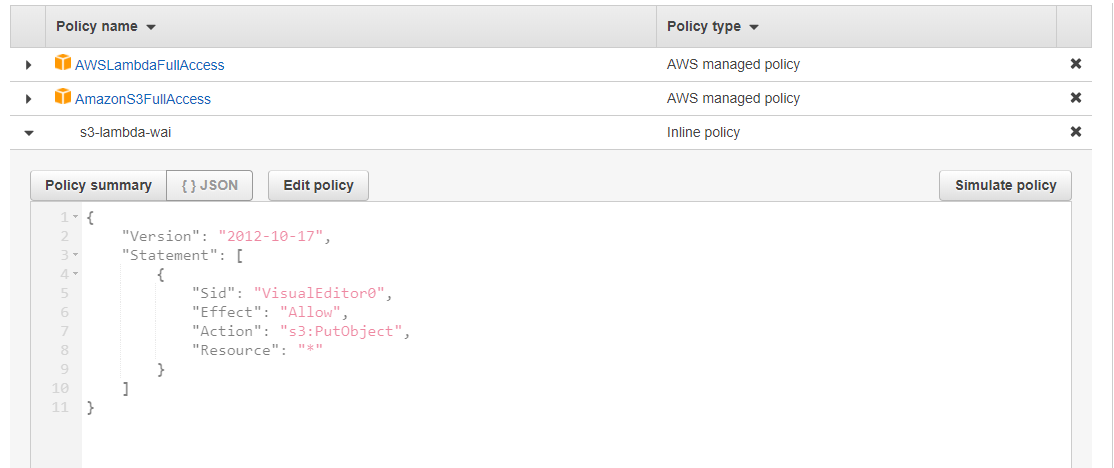 Policy name Policy type
AWSLambdaFullAccess AWS managed policy
AmazonS3FullAccess AWS managed policy
s3-lambda-wai Inline policy
Policy summary { } JSON Edit policy Simulate policy
1 {
2 "Version": "2012-10-17",
3 "Statement": [
4 {
5 "Sid": "VisualEditor0",
6 "Effect": "Allow",
7 "Action": "s3:PutObject",
8 "Resource": "*"
9 }
10 ]
11 }